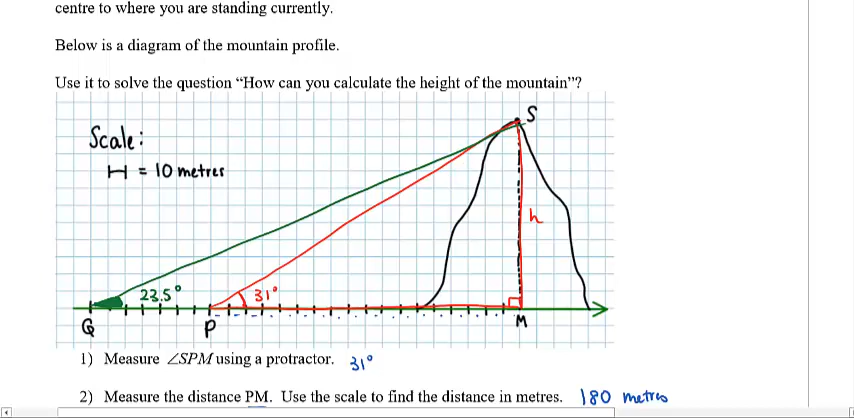 centre to where you are standing currently.
Below is a diagram of the mountain profile.
Use it to solve the question “How can you calculate the height of the mountain”?
S
Scale:
= 10 metres
h
23.5°
31°
Q
P
M
1) Measure ∠SPM using a protractor. 31°
2) Measure the distance PM. Use the scale to find the distance in metres. 180 metres